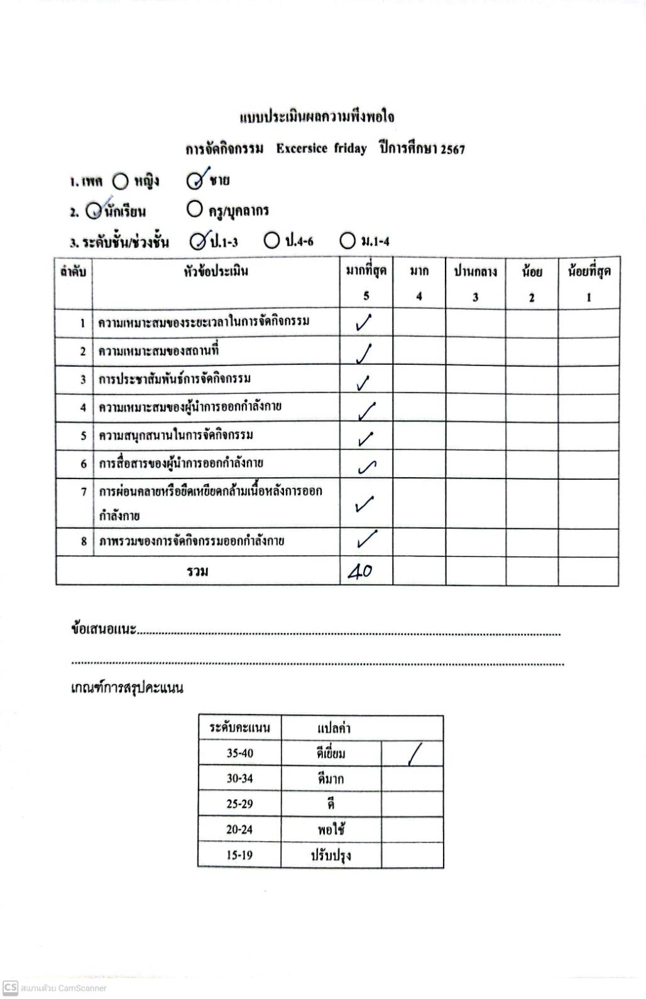 แบบประเมินผลความพึงพอใจ
การจัดกิจกรรม Excersice friday ปีการศึกษา 2567
1. เพศ หญิง ชาย
2. นักเรียน ครู/บุคลากร
3. ระดับชั้น/ช่วงชั้น ป.1-3 ป.4-6 ม.1-4
ลำดับ หัวข้อประเมิน มากที่สุด มาก ปานกลาง น้อย น้อยที่สุด
5 4 3 2 1
1 ความเหมาะสมของระยะเวลาในการจัดกิจกรรม ✓
2 ความเหมาะสมของสถานที่ ✓
3 การประชาสัมพันธ์การจัดกิจกรรม ✓
4 ความเหมาะสมของผู้นำการออกกำลังกาย ✓
5 ความสนุกสนานในการจัดกิจกรรม ✓
6 การสื่อสารของผู้นำการออกกำลังกาย ✓
7 การผ่อนคลายหรือยืดเหยียดกล้ามเนื้อหลังการออก ✓
กำลังกาย
8 ภาพรวมของการจัดกิจกรรมออกกำลังกาย ✓
รวม 40
ข้อเสนอแนะ
เกณฑ์การสรุปคะแนน
ระดับคะแนน แปลค่า
35-40 ดีเยี่ยม /
30-34 ดีมาก
25-29 ดี
20-24 พอใช้
15-19 ปรับปรุง
CS สแกนด้วย CamScanner